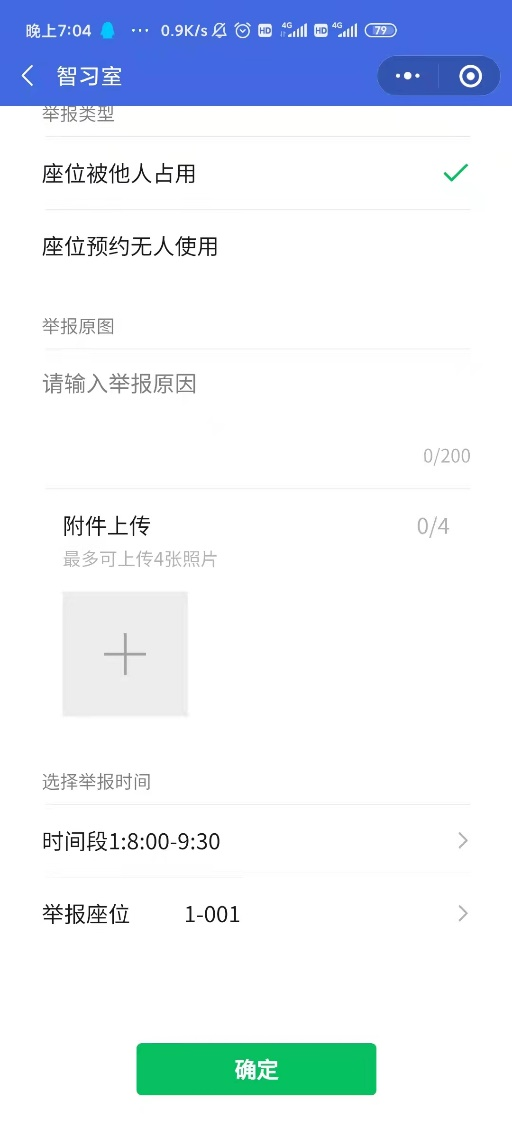 晚上7:04 ··· 0.9K/s HD 4G HD 4G 79
智习室
举报类型
座位被他人占用
座位预约无人使用
举报原图
请输入举报原因
0/200
附件上传 0/4
最多可上传4张照片
选择举报时间
时间段1:8:00-9:30
举报座位 1-001
确定